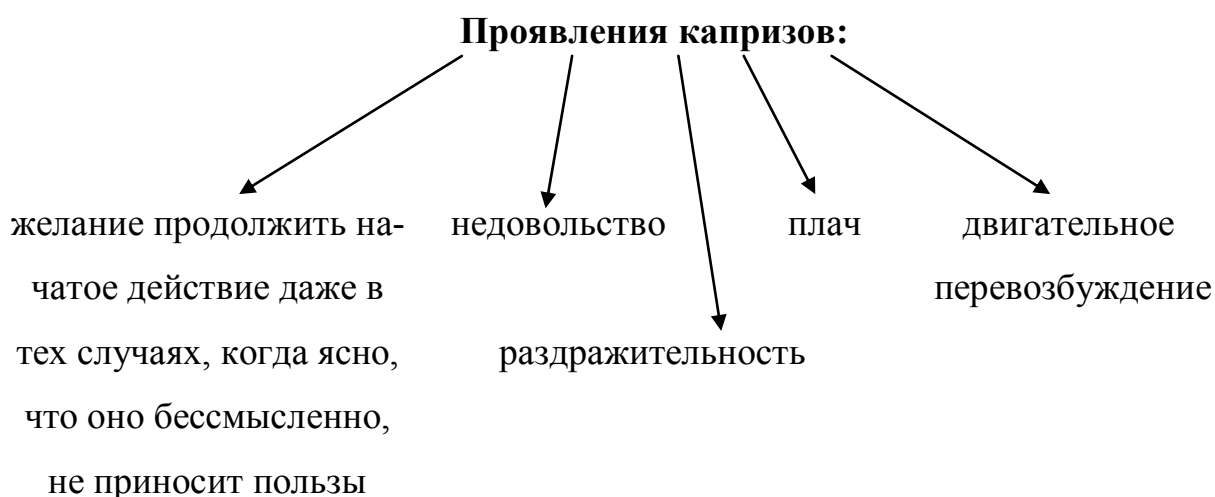 Проявления капризов:
желание продолжить на-
чатое действие даже в
тех случаях, когда ясно,
что оно бессмысленно,
не приносит пользы
недовольство
раздражительность
плач
двигательное
перевозбуждение